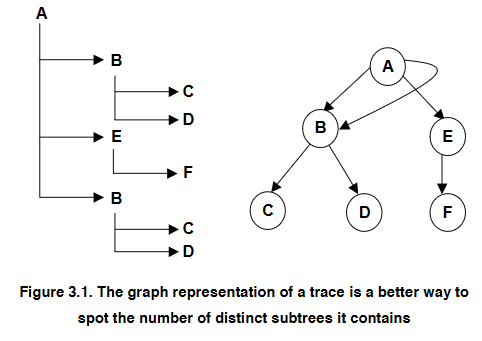 A
B
C
D
E
F
B
C
D
A
B
E
C
D
F
Figure 3.1. The graph representation of a trace is a better way to
spot the number of distinct subtrees it contains